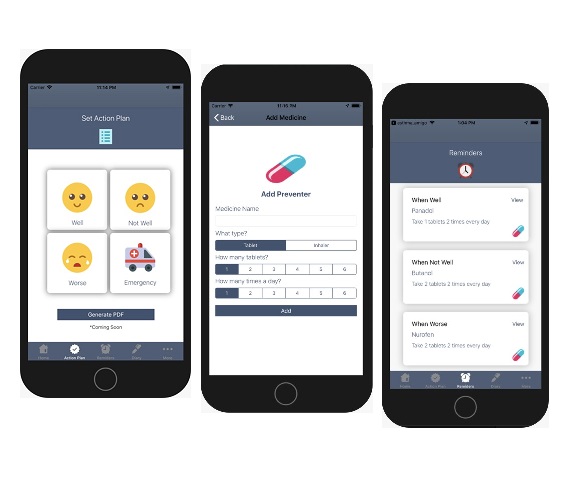 Carrier
11:14 PM
Set Action Plan
Well
Not Well
Worse
Emergency
Generate PDF
*Coming Soon
Home
Action Plan
Reminders
Diary
More
Carrier
11:16 PM
Back
Add Medicine
Add Preventer
Medicine Name
What type?
Tablet
Inhaler
How many tablets?
1 2 3 4 5 6
How many times a day?
1 2 3 4 5 6
Add
1:04 PM
Reminders
When Well
View
Panadol
Take 1 tablets 2 times every day
When Not Well
View
Butanol
Take 2 tablets 2 times every day
When Worse
View
Nurofen
Take 2 tablets 2 times every day
Home
Action Plan
Reminders
Diary
More